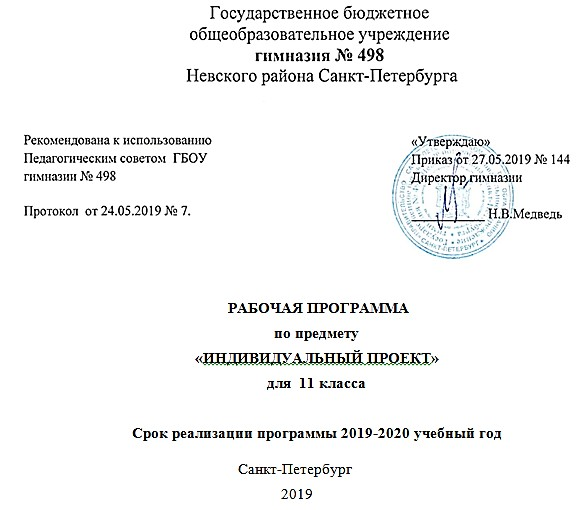 Государственное бюджетное
общеобразовательное учреждение
гимназия № 498
Невского района Санкт-Петербурга
Рекомендована к использованию
Педагогическим советом ГБОУ
гимназии № 498
Протокол от 24.05.2019 № 7.
«Утверждаю»
Приказ от 27.05.2019 № 144
Директор гимназии
Н.В.Медведь
РАБОЧАЯ ПРОГРАММА
по предмету
«ИНДИВИДУАЛЬНЫЙ ПРОЕКТ»
для 11 класса
Срок реализации программы 2019-2020 учебный год
Санкт-Петербург
2019